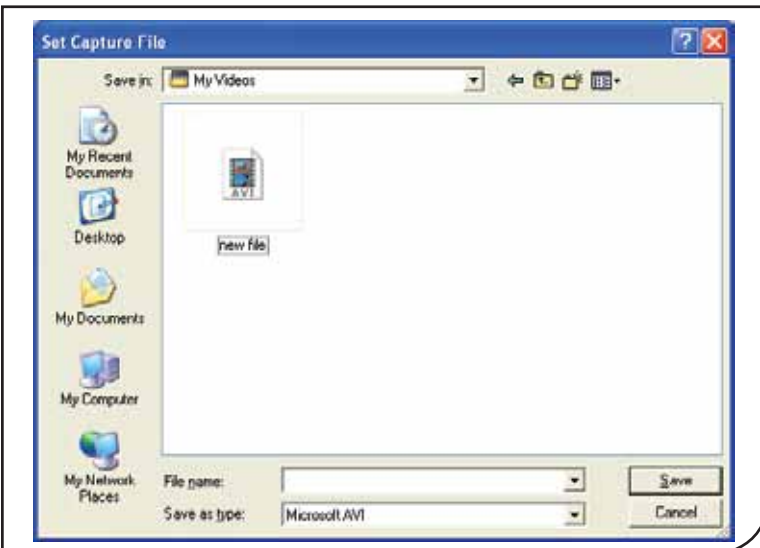 Set Capture File
Save in: My Videos
My Recent
Documents
AVI
Desktop
new file
My Documents
My Computer
My Network
Places
File name:
Save
Save as type: Microsoft AVI
Cancel